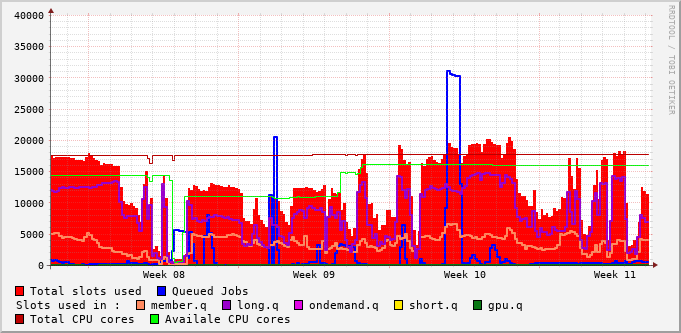 40000
RRDTOOL / TOBI OETIKER
35000
30000
25000
20000
15000
10000
5000
0
Week 08 Week 09 Week 10 Week 11
Total slots used Queued Jobs
Slots used in : member.q long.q ondemand.q short.q gpu.q
Total CPU cores Availale CPU cores